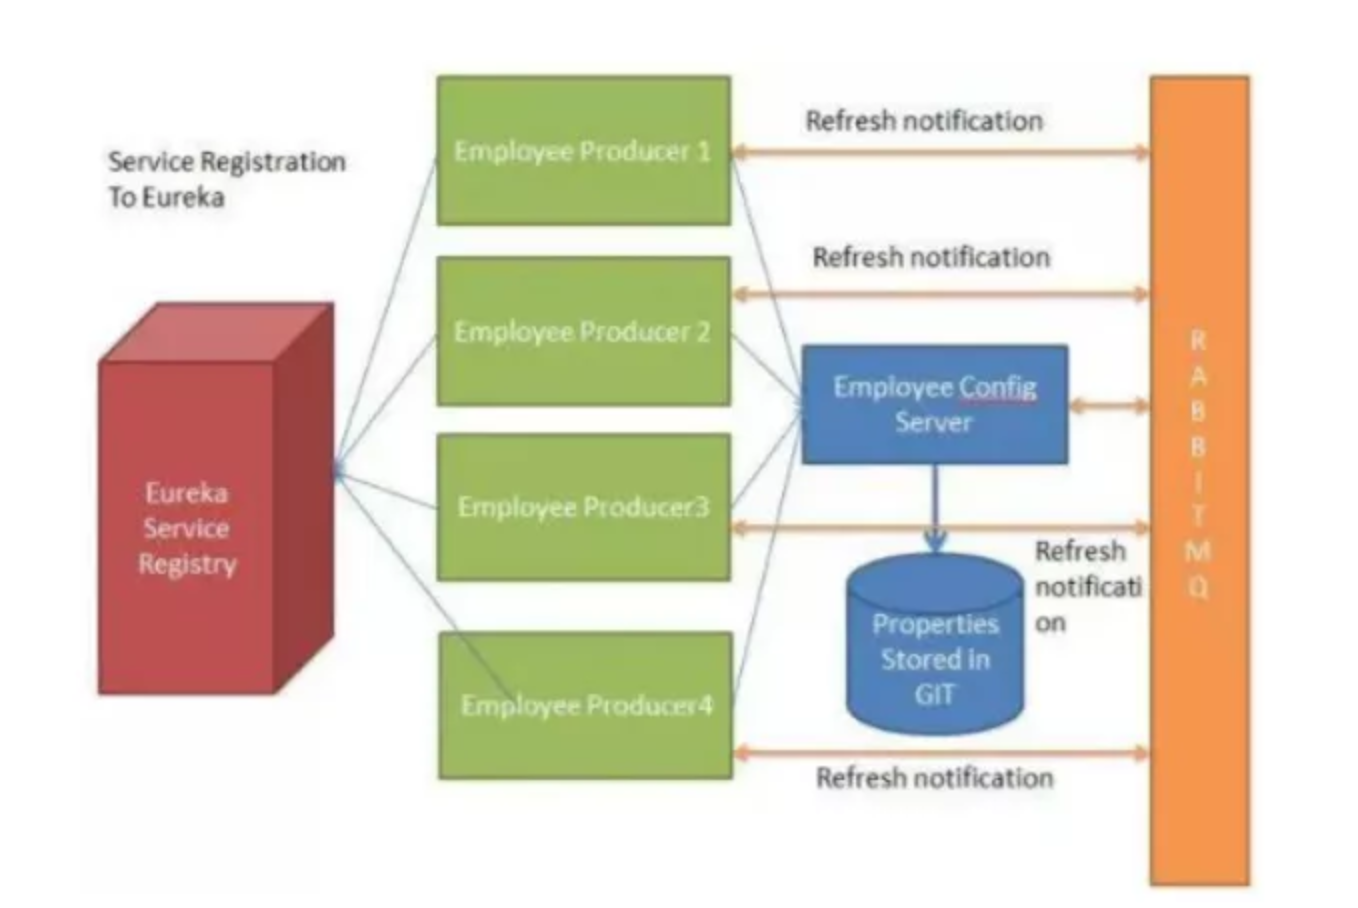 Service Registration
To Eureka
Eureka
Service
Registry
Employee Producer 1
Employee Producer 2
Employee Producer3
Employee Producer4
Refresh notification
Refresh notification
Employee Config
Server
Refresh
notificati
on
Properties
Stored in
GIT
Refresh notification
R
A
B
B
I
T
M
Q